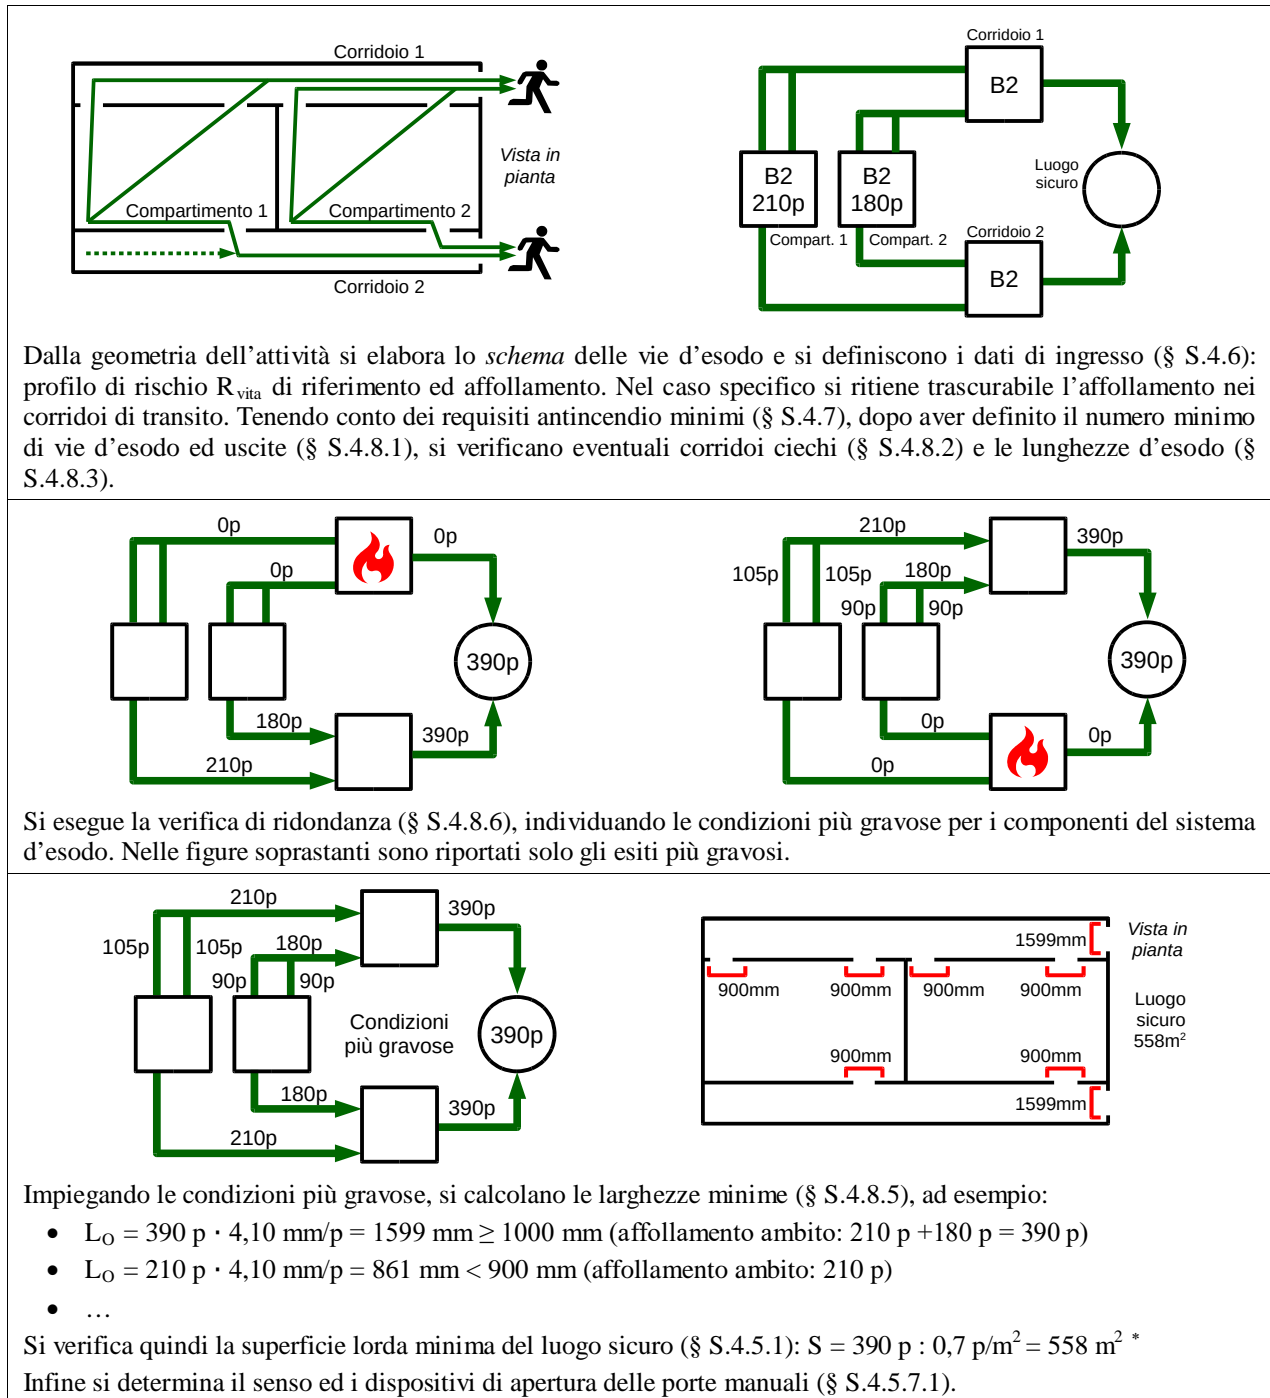 Corridoio 1
Vista in
pianta
Compartimento 1
Compartimento 2
Corridoio 2
Corridoio 1
B2
B2
210p
B2
180p
Luogo
sicuro
Compart. 1
Compart. 2
Corridoio 2
B2
Dalla geometria dell'attività si elabora lo schema delle vie d'esodo e si definiscono i dati di ingresso (§ S.4.6):
profilo di rischio Rvita di riferimento ed affollamento. Nel caso specifico si ritiene trascurabile l'affollamento nei
corridoi di transito. Tenendo conto dei requisiti antincendio minimi (§ S.4.7), dopo aver definito il numero minimo
di vie d'esodo ed uscite (§ S.4.8.1), si verificano eventuali corridoi ciechi (§ S.4.8.2) e le lunghezze d'esodo (§
S.4.8.3).
0p
0p
0p
390p
180p
390p
210p
210p
390p
105p
105p
180p
90p
90p
390p
0p
0p
0p
Si esegue la verifica di ridondanza (§ S.4.8.6), individuando le condizioni più gravose per i componenti del sistema
d'esodo. Nelle figure soprastanti sono riportati solo gli esiti più gravosi.
210p
390p
105p
105p
180p
90p
90p
Condizioni
più gravose
390p
180p
390p
210p
1599mm
Vista in
pianta
900mm
900mm
900mm
900mm
Luogo
sicuro
558m²
900mm
900mm
1599mm
Impiegando le condizioni più gravose, si calcolano le larghezze minime (§ S.4.8.5), ad esempio:
• LO = 390 p · 4,10 mm/p = 1599 mm ≥ 1000 mm (affollamento ambito: 210 p +180 p = 390 p)
• LO = 210 p · 4,10 mm/p = 861 mm < 900 mm (affollamento ambito: 210 p)
• …
Si verifica quindi la superficie lorda minima del luogo sicuro (§ S.4.5.1): S = 390 p : 0,7 p/m² = 558 m² *
Infine si determina il senso ed i dispositivi di apertura delle porte manuali (§ S.4.5.7.1).